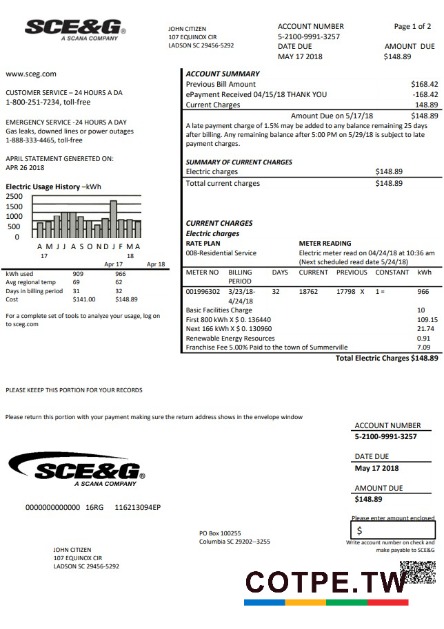 SCE&G®
A SCANA COMPANY
JOHN CITIZEN
107 EQUINOX CIR
LADSON SC 29456-5292
ACCOUNT NUMBER
5-2100-9991-3257
DATE DUE
MAY 17 2018
Page 1 of 2
AMOUNT DUE
$148.89
www.sceg.com
CUSTOMER SERVICE – 24 HOURS A DA
1-800-251-7234, toll-free
EMERGENCY SERVICE -24 HOURS A DAY
Gas leaks, downed lines or power outages
1-888-333-4465, toll-free
APRIL STATEMENT GENERETED ON:
APR 26 2018
Electric Usage History –kWh
2500
2000
1500
1000
500
0
A M J J A S O N D J F M A
17 18
Apr 17 Apr 18
kWh used 909 966
Avg regional temp 69 62
Days in billing period 31 32
Cost $141.00 $148.89
For a complete set of tools to analyze your usage, log on
to sceg.com
ACCOUNT SUMMARY
Previous Bill Amount $168.42
ePayment Received 04/15/18 THANK YOU -168.42
Current Charges 148.89
Amount Due on 5/17/18 $148.89
A late payment charge of 1.5% may be added to any balance remaining 25 days
after billing. Any remaining balance after 5:00 PM on 5/29/18 is subject to late
payment charges.
SUMMARY OF CURRENT CHARGES
Electric charges $148.89
Tottal current charges $148.89
CURRENT CHARGES
Electric charges
RATE PLAN METER READING
008-Residential Service Electric meter read on 04/24/18 at 10:36 am
(Next scheduled read date 5/24/18)
METER NO BILLING PERIOD DAYS CURRENT PREVIOUS CONSTANT kWh
001996302 3/23/18-4/24/18 32 18762 17798 X 1= 966
Basic Facilities Charge 10
First 800 kWh X $ 0. 136440 109.15
Next 166 kWh X $ 0. 130960 21.74
Renewable Energy Resources 0.91
Franchise Fee 5.00% Paid to the town of Summerville 7.09
Total Electric Charges $148.89
PLEASE KEEEP THIS PORTION FOR YOUR RECORDS
Please return this portion with your payment making sure the return address shows in the envelope window
ACCOUNT NUMBER
5-2100-9991-3257
DATE DUE
May 17 2018
AMOUNT DUE
$148.89
Please enter amount enclosed
$
Write account number on check and
make payable to SCE&G
SCE&G®
A SCANA COMPANY
0000000000000 16RG 116213094EP
PO Box 100255
Columbia SC 29202--3255
JOHN CITIZEN
107 EQUINOX CIR
LADSON SC 29456-5292
COTPE.TW